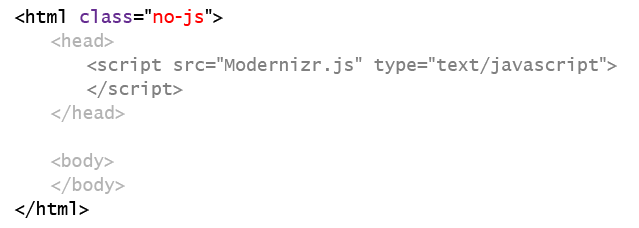 <html class="no-js">
<head>
<script src="Modernizr.js" type="text/javascript">
</script>
</head>
<body>
</body>
</html>